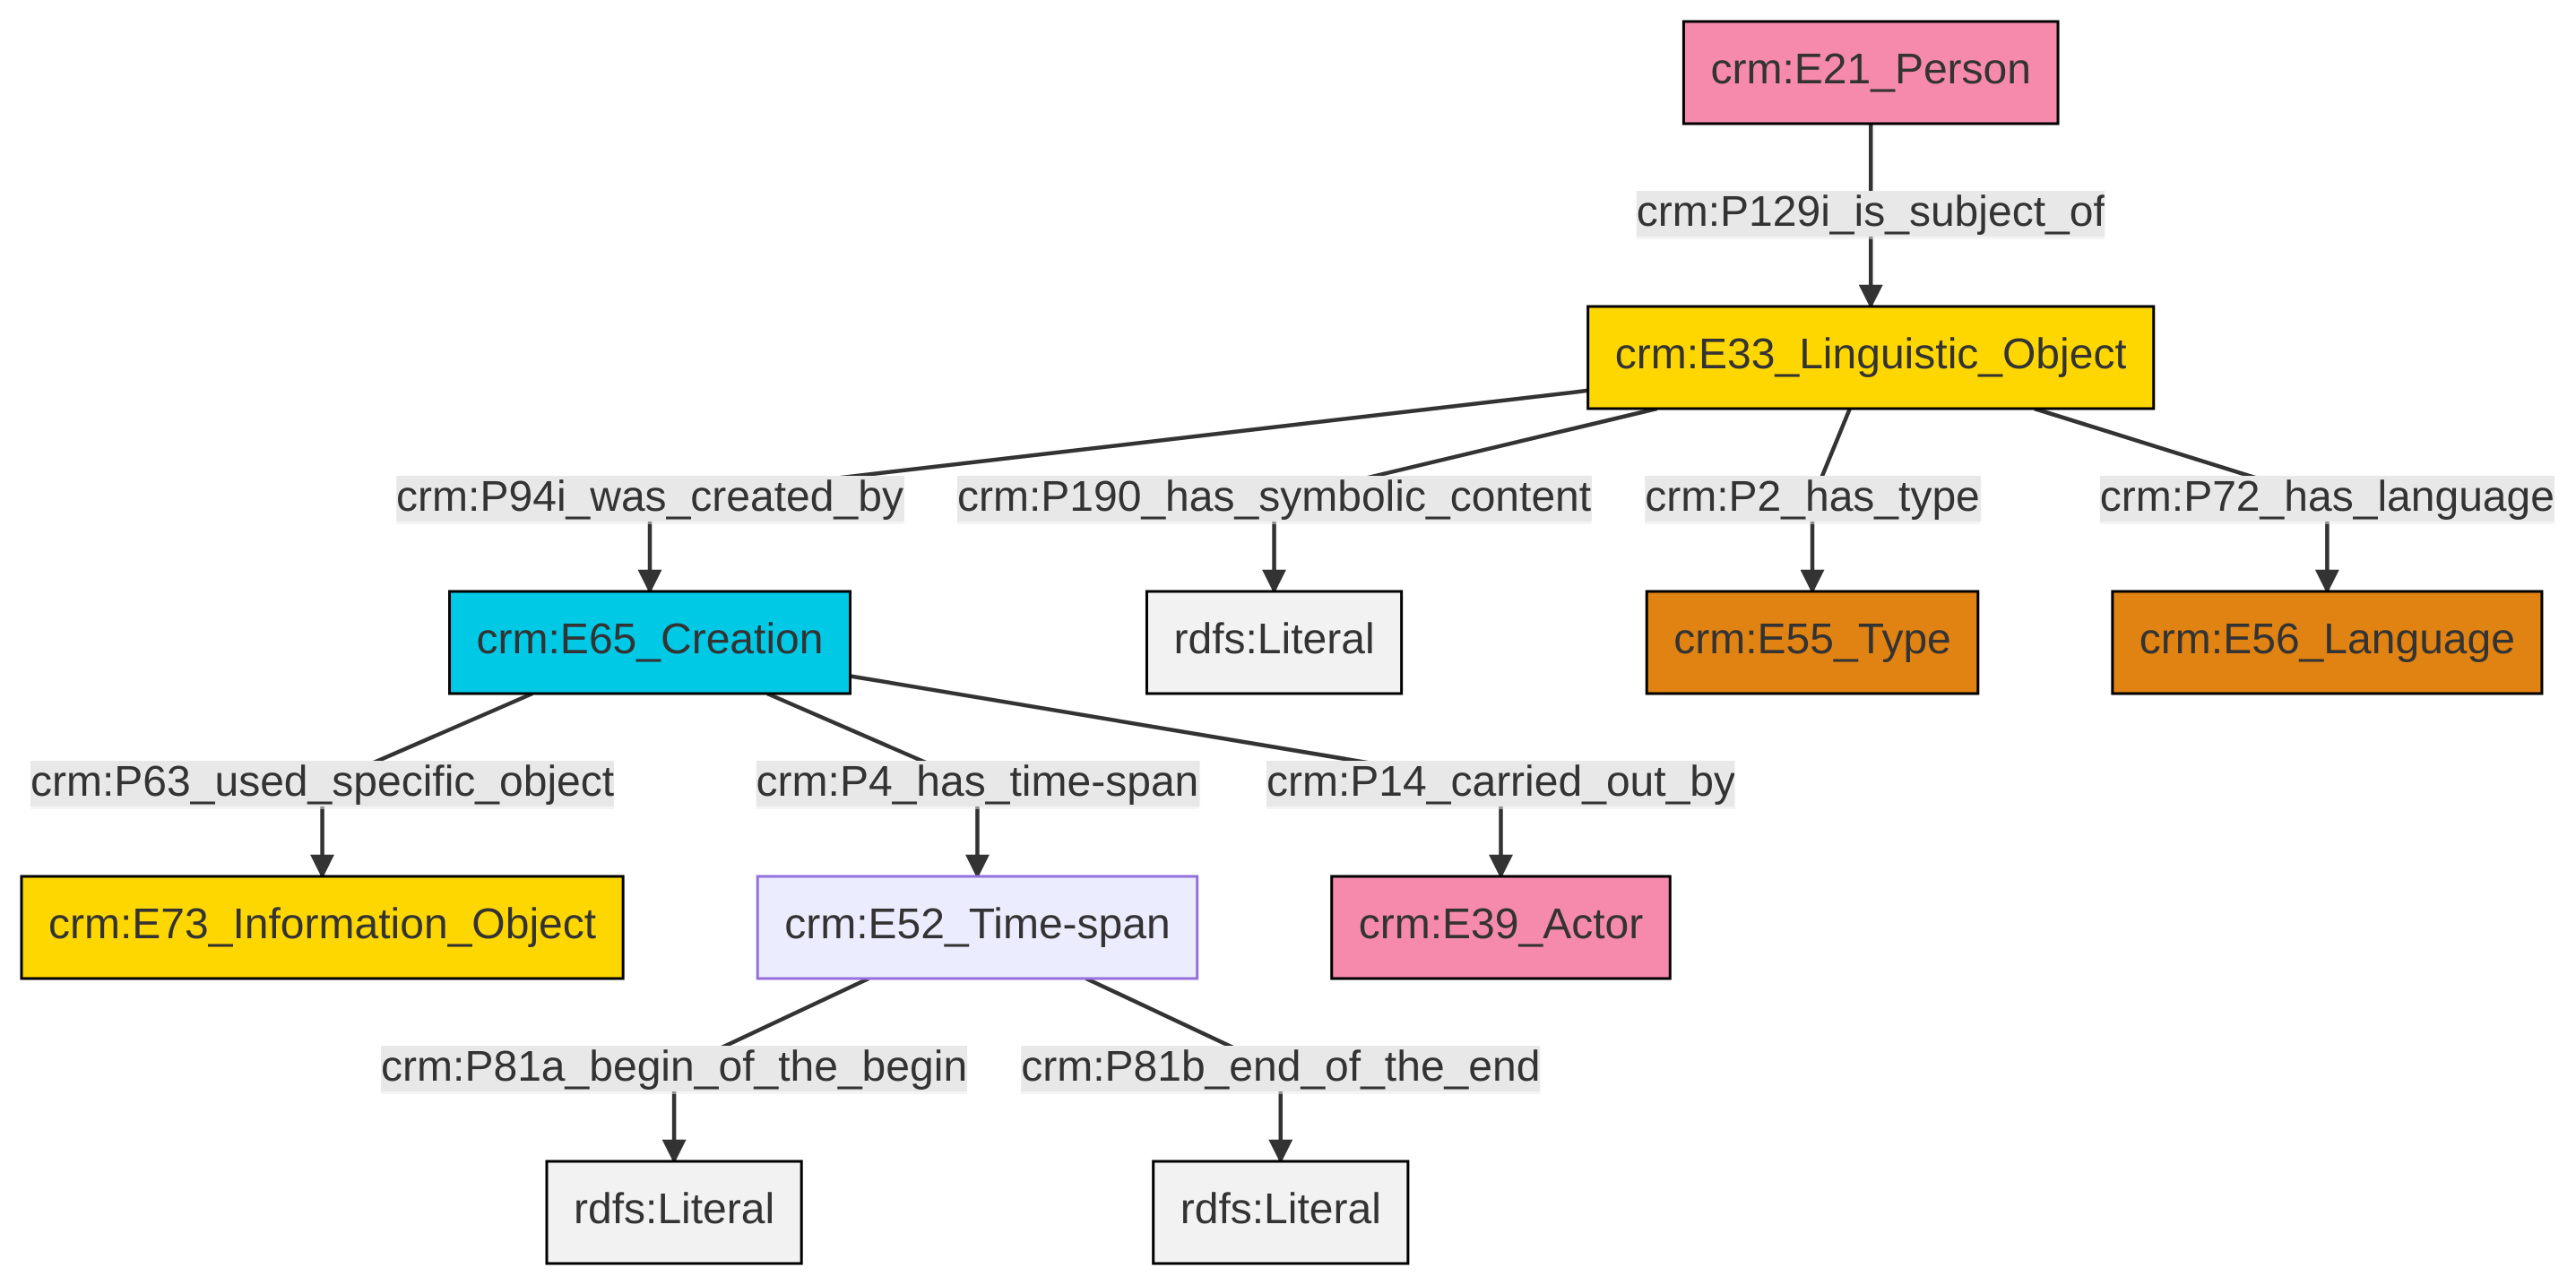 crm:E21_Person
crm:P129i_is_subject_of
crm:E33_Linguistic_Object
crm:P94i_was_created_by
crm:P190_has_symbolic_content
crm:P2_has_type
crm:P72_has_language
crm:E65_Creation
rdfs:Literal
crm:E55_Type
crm:E56_Language
crm:P63_used_specific_object
crm:P4_has_time-span
crm:P14_carried_out_by
crm:E73_Information_Object
crm:E52_Time-span
crm:E39_Actor
crm:P81a_begin_of_the_begin
crm:P81b_end_of_the_end
rdfs:Literal
rdfs:Literal